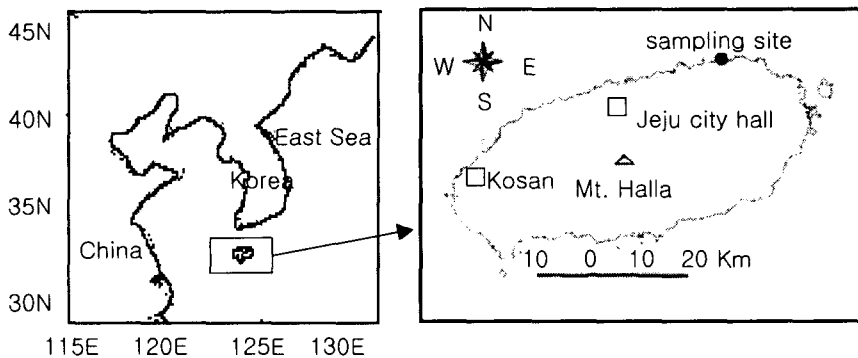 45N
40N
35N
30N
115E 120E 125E 130E
East Sea
Korea
China
N
W E
S
sampling site
Jeju city hall
Kosan
Mt. Halla
10 0 10 20 Km